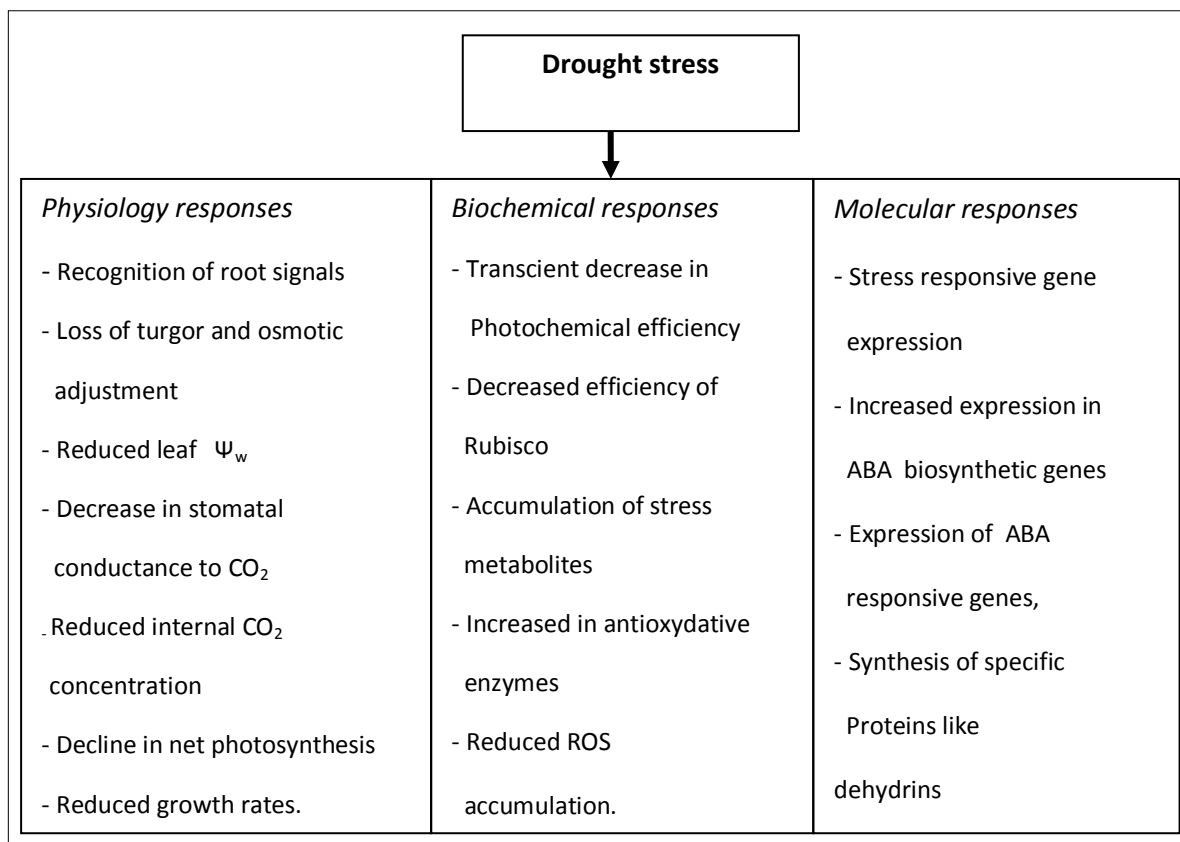 Drought stress
Physiology responses
- Recognition of root signals
- Loss of turgor and osmotic
adjustment
- Reduced leaf Ψw
- Decrease in stomatal
conductance to CO2
- Reduced internal CO2
concentration
- Decline in net photosynthesis
- Reduced growth rates.
Biochemical responses
- Transcient decrease in
Photochemical efficiency
- Decreased efficiency of
Rubisco
- Accumulation of stress
metabolites
- Increased in antioxydative
enzymes
- Reduced ROS
accumulation.
Molecular responses
- Stress responsive gene
expression
- Increased expression in
ABA biosynthetic genes
- Expression of ABA
responsive genes,
- Synthesis of specific
Proteins like
dehydrins